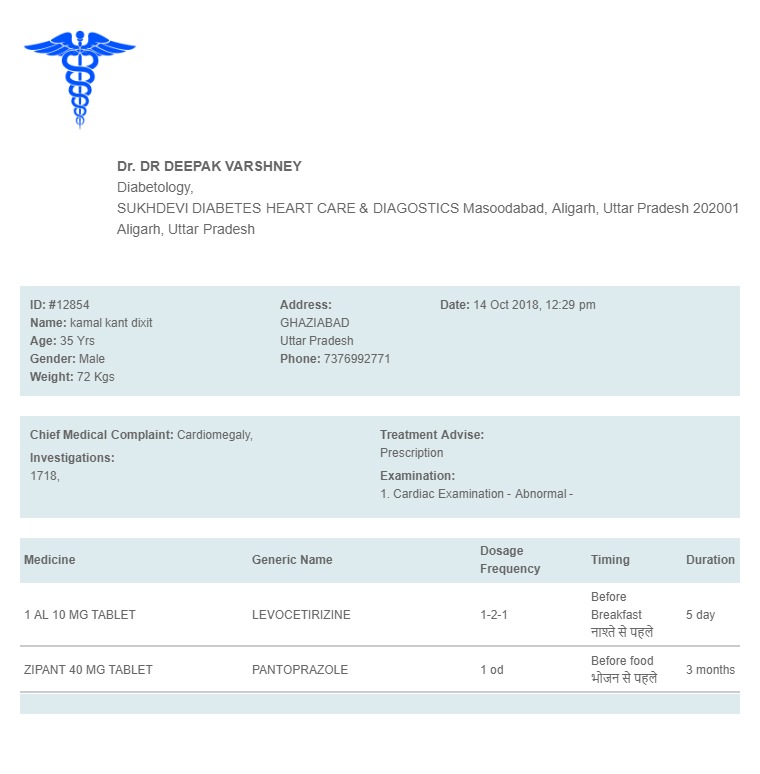 Dr. DR DEEPAK VARSHNEY
Diabetology,
SUKHDEVI DIABETES HEART CARE & DIAGOSTICS Masoodabad, Aligarh, Uttar Pradesh 202001
Aligarh, Uttar Pradesh
ID: #12854
Name: kamal kant dixit
Age: 35 Yrs
Gender: Male
Weight: 72 Kgs
Address:
GHAZIABAD
Uttar Pradesh
Phone: 7376992771
Date: 14 Oct 2018, 12:29 pm
Chief Medical Complaint: Cardiomegaly,
Investigations:
1718,
Treatment Advise:
Prescription
Examination:
1. Cardiac Examination - Abnormal -
Medicine Generic Name Dosage Frequency Timing Duration
1 AL 10 MG TABLET LEVOCETIRIZINE 1-2-1 Before Breakfast नाश्ते से पहले 5 day
ZIPANT 40 MG TABLET PANTOPRAZOLE 1 od Before food भोजन से पहले 3 months